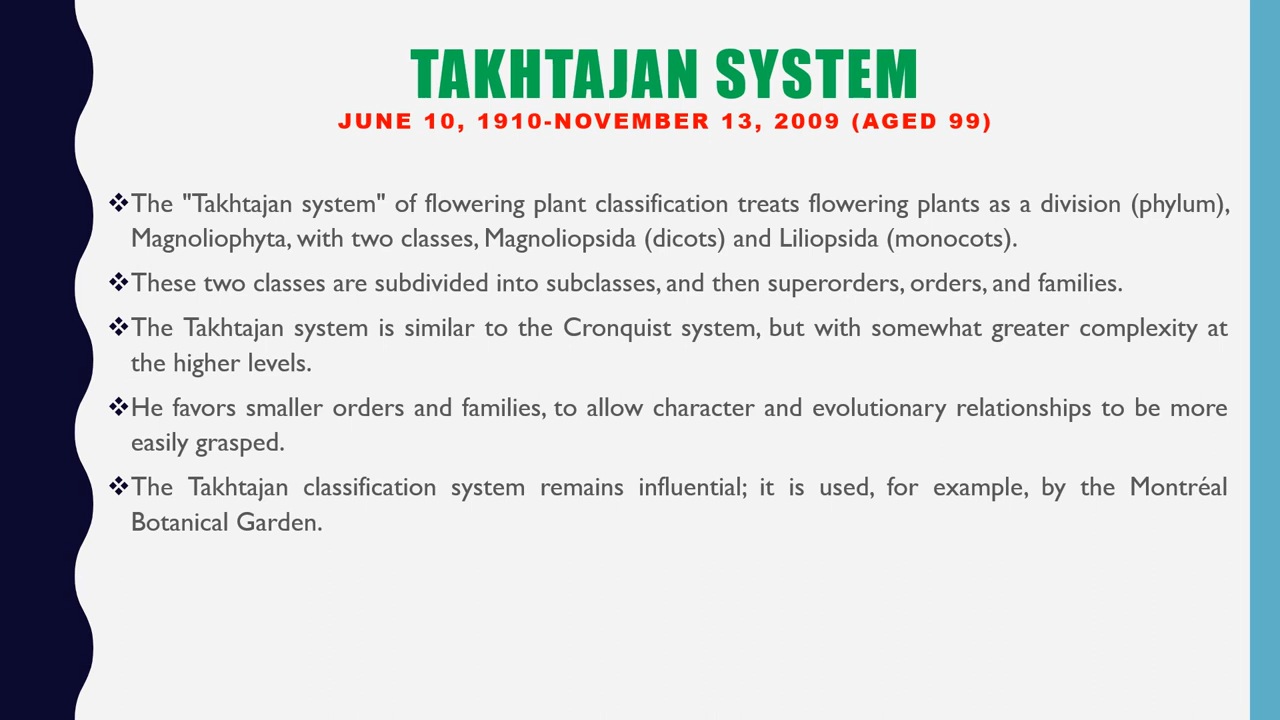 TAKHTAJAN SYSTEM
JUNE 10, 1910-NOVEMBER 13, 2009 (AGED 99)
❖The "Takhtajan system" of flowering plant classification treats flowering plants as a division (phylum),
Magnoliophyta, with two classes, Magnoliopsida (dicots) and Liliopsida (monocots).
❖These two classes are subdivided into subclasses, and then superorders, orders, and families.
❖The Takhtajan system is similar to the Cronquist system, but with somewhat greater complexity at
the higher levels.
❖He favors smaller orders and families, to allow character and evolutionary relationships to be more
easily grasped.
❖The Takhtajan classification system remains influential; it is used, for example, by the Montréal
Botanical Garden.